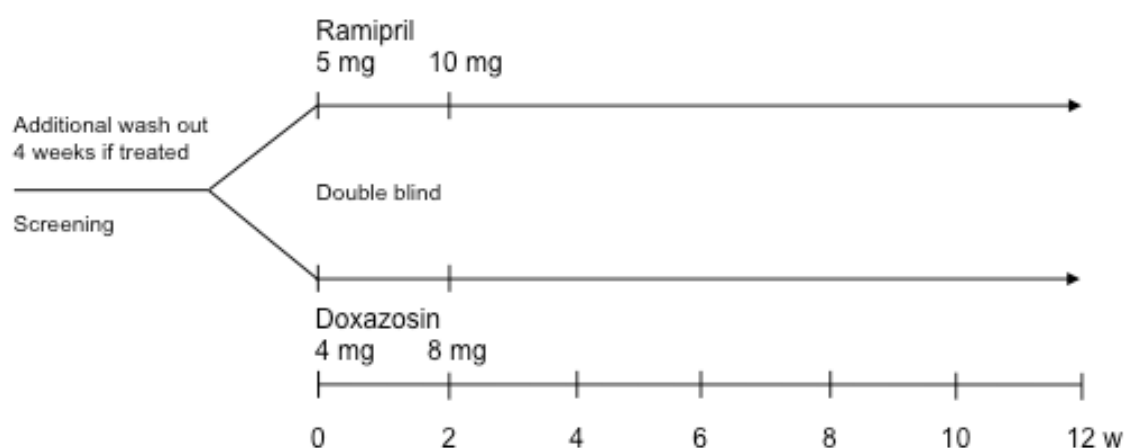 Ramipril
5 mg 10 mg
Additional wash out
4 weeks if treated
Double blind
Screening
Doxazosin
4 mg 8 mg
0 2 4 6 8 10 12 w